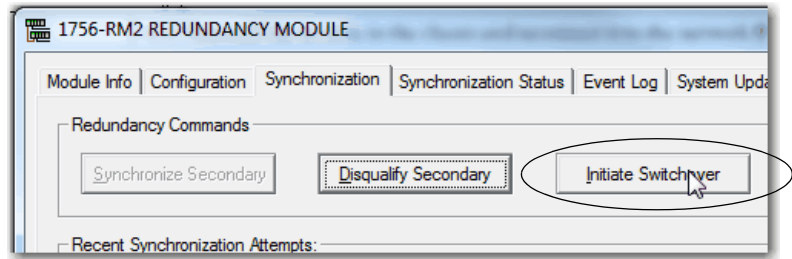 1756-RM2 REDUNDANCY MODULE
Module Info Configuration Synchronization Synchronization Status Event Log System Upda
Redundancy Commands
Synchronize Secondary Disqualify Secondary Initiate Switchover
Recent Synchronization Attempts: